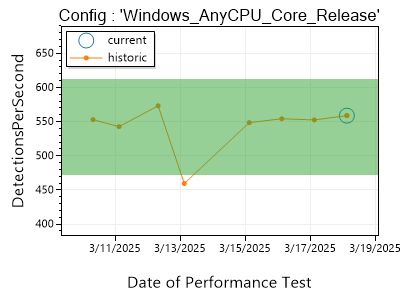 Config : 'Windows_AnyCPU_Core_Release'
current
historic
DetectionsPerSecond
650
600
550
500
450
400
3/11/2025
3/13/2025
3/15/2025
3/17/2025
3/19/2025
Date of Performance Test